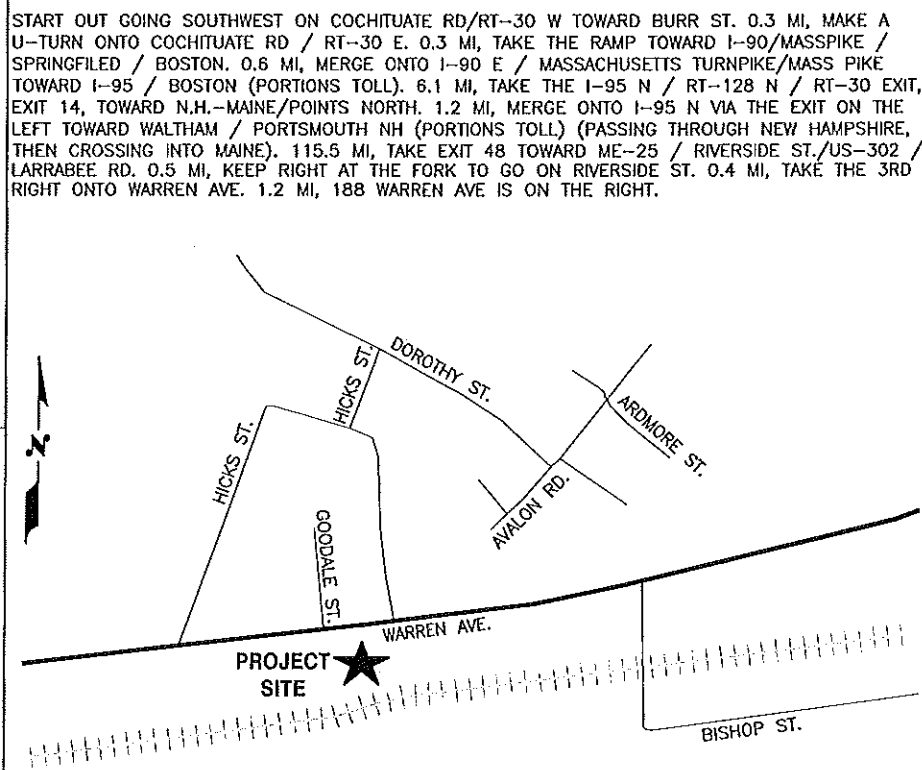 START OUT GOING SOUTHWEST ON COCHITUATE RD/RT-30 W TOWARD BURR ST. 0.3 MI, MAKE A
U-TURN ONTO COCHITUATE RD / RT-30 E. 0.3 MI, TAKE THE RAMP TOWARD I-90/MASSPIKE /
SPRINGFILED / BOSTON. 0.6 MI, MERGE ONTO I-90 E / MASSACHUSETTS TURNPIKE/MASS PIKE
TOWARD I-95 / BOSTON (PORTIONS TOLL). 6.1 MI, TAKE THE I-95 N / RT-128 N / RT-30 EXIT,
EXIT 14, TOWARD N.H.-MAINE/POINTS NORTH. 1.2 MI, MERGE ONTO I-95 N VIA THE EXIT ON THE
LEFT TOWARD WALTHAM / PORTSMOUTH NH (PORTIONS TOLL) (PASSING THROUGH NEW HAMPSHIRE,
THEN CROSSING INTO MAINE). 115.5 MI, TAKE EXIT 48 TOWARD ME-25 / RIVERSIDE ST./US-302 /
LARRABEE RD. 0.5 MI, KEEP RIGHT AT THE FORK TO GO ON RIVERSIDE ST. 0.4 MI, TAKE THE 3RD
RIGHT ONTO WARREN AVE. 1.2 MI, 188 WARREN AVE IS ON THE RIGHT.
HICKS ST.
DOROTHY ST.
ARDMORE ST.
N
HICKS ST.
AVALON RD.
GOODALE ST.
WARREN AVE.
PROJECT
SITE
BISHOP ST.